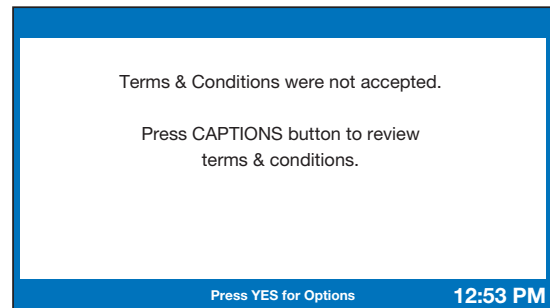 Terms & Conditions were not accepted.
Press CAPTIONS button to review
terms & conditions.
Press YES for Options
12:53 PM